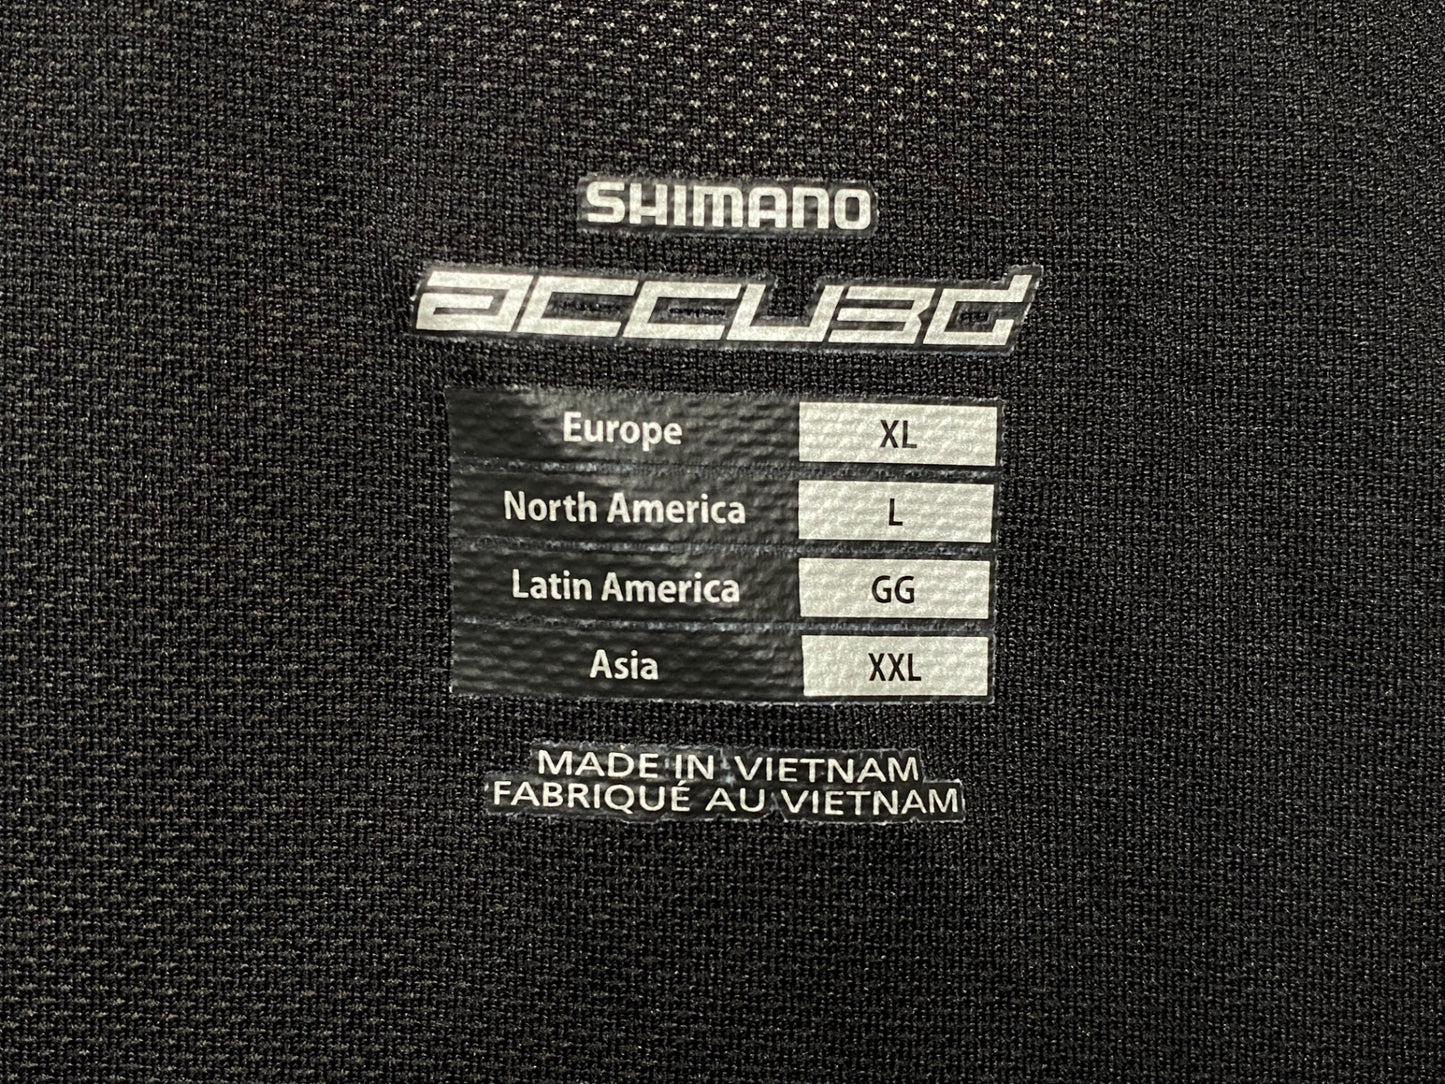 SHIMANO
accu3d
Europe XL
North America L
Latin America GG
Asia XXL
MADE IN VIETNAM
FABRIQUÉ AU VIETNAM